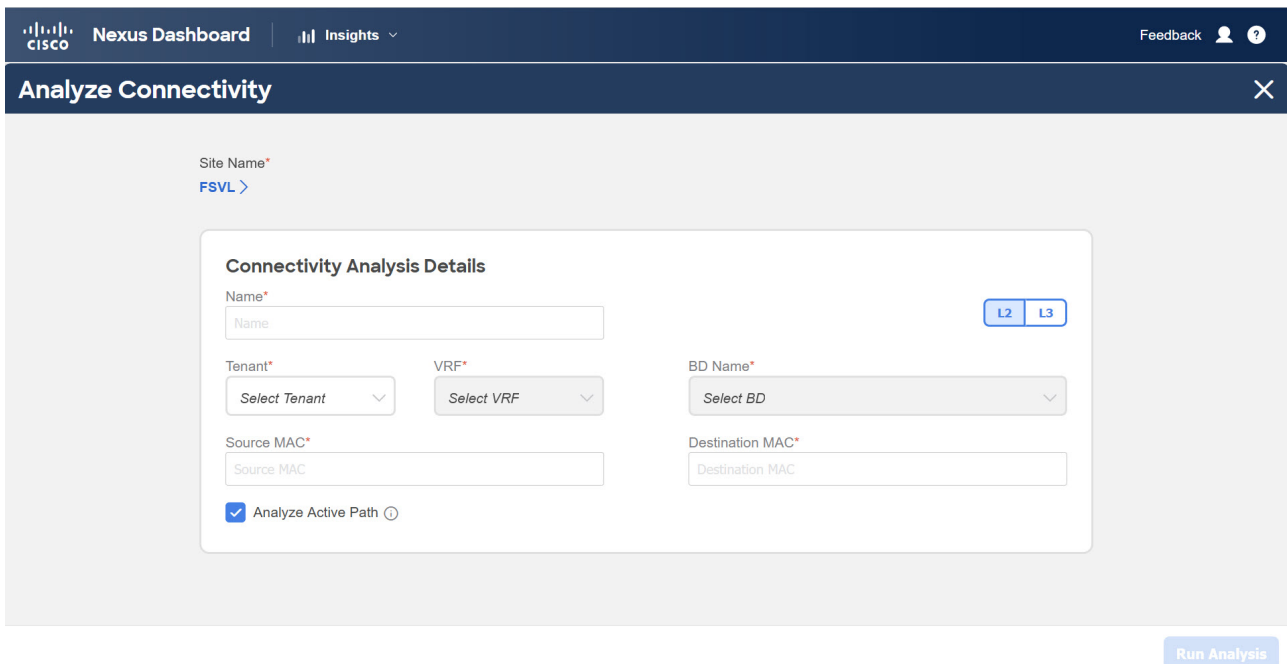 CISCO Nexus Dashboard Insights Feedback ?
Analyze Connectivity
Site Name*
FSVL
Connectivity Analysis Details
Name*
Name
L2 L3
Tenant* VRF* BD Name*
Select Tenant Select VRF Select BD
Source MAC* Destination MAC*
Source MAC Destination MAC
Analyze Active Path
Run Analysis